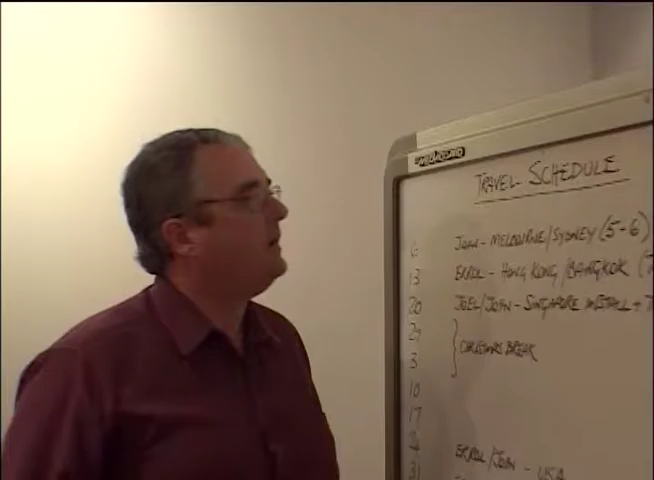 TRAVEL SCHEDULE
6 JOHN - MELBOURNE/SYDNEY (5-6)
13 ERROL - HONG KONG/BANGKOK
20 JOEL/JOHN - SINGAPORE INSTALL +
27
3 CHRISTMAS BREAK
10
17
24 ERROL/JOHN - USA
31